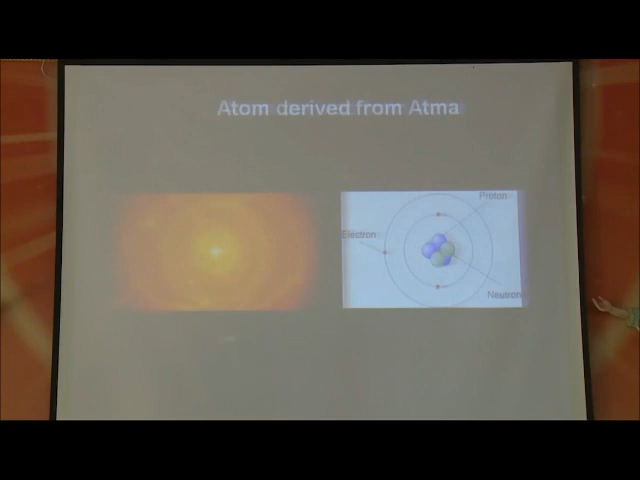 Atom derived from Atma
Proton
Electron
Neutron